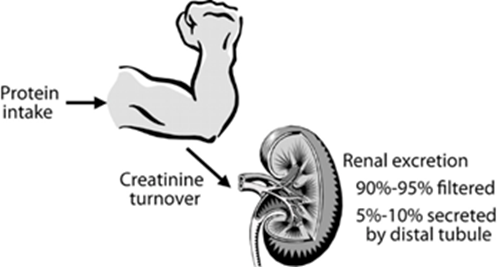 Protein
intake
Creatinine
turnover
Renal excretion
90%-95% filtered
5%-10% secreted
by distal tubule